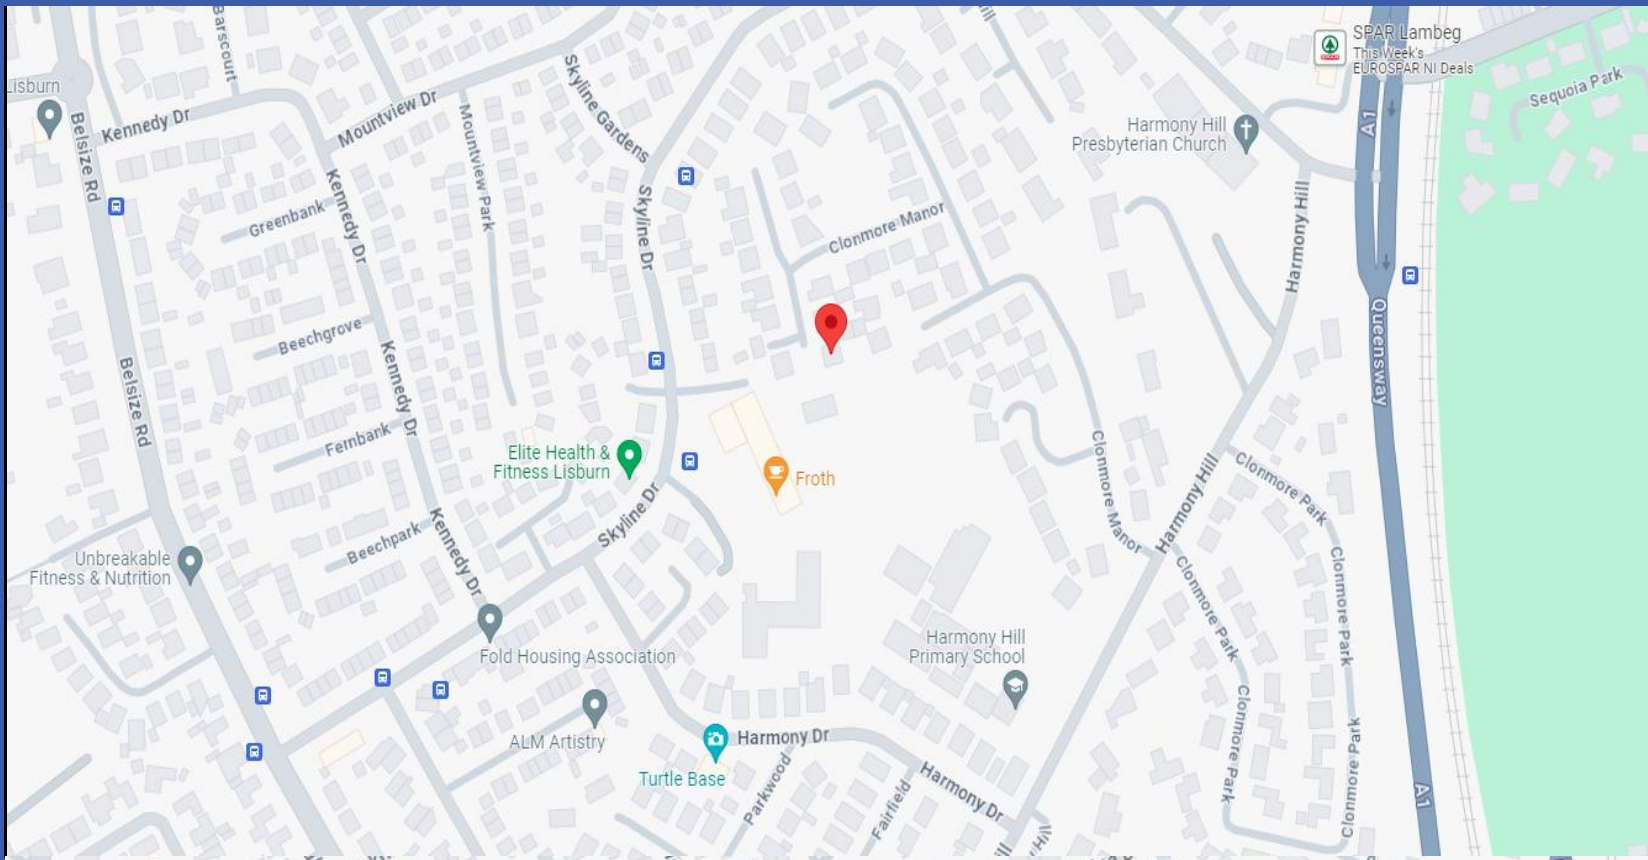 Barscourt
SPAR Lambeg
This Week's
EUROSPAR NI Deals
Lisburn
Sequoia Park
Kennedy Dr
Mountview Dr
Skyline Gardens
A1
Harmony Hill
Presbyterian Church
Belsize Rd
Mountview Park
Greenbank
Kennedy Dr
Skyline Dr
Clonmore Manor
Harmony Hill
Beechgrove
Queensway
Belsize Rd
Kennedy Dr
Fernbank
Elite Health &
Fitness Lisburn
Froth
Clonmore Manor
Harmony Hill
Clonmore Park
Skyline Dr
Beechpark
Kennedy Dr
Unbreakable
Fitness & Nutrition
Clonmore Park
Clonmore Park
Harmony Hill
Primary School
Fold Housing Association
ALM Artistry
Clonmore Park
Clonmore Park
Harmony Dr
Turtle Base
Parkwood
Fairfield
Harmony Dr
A1